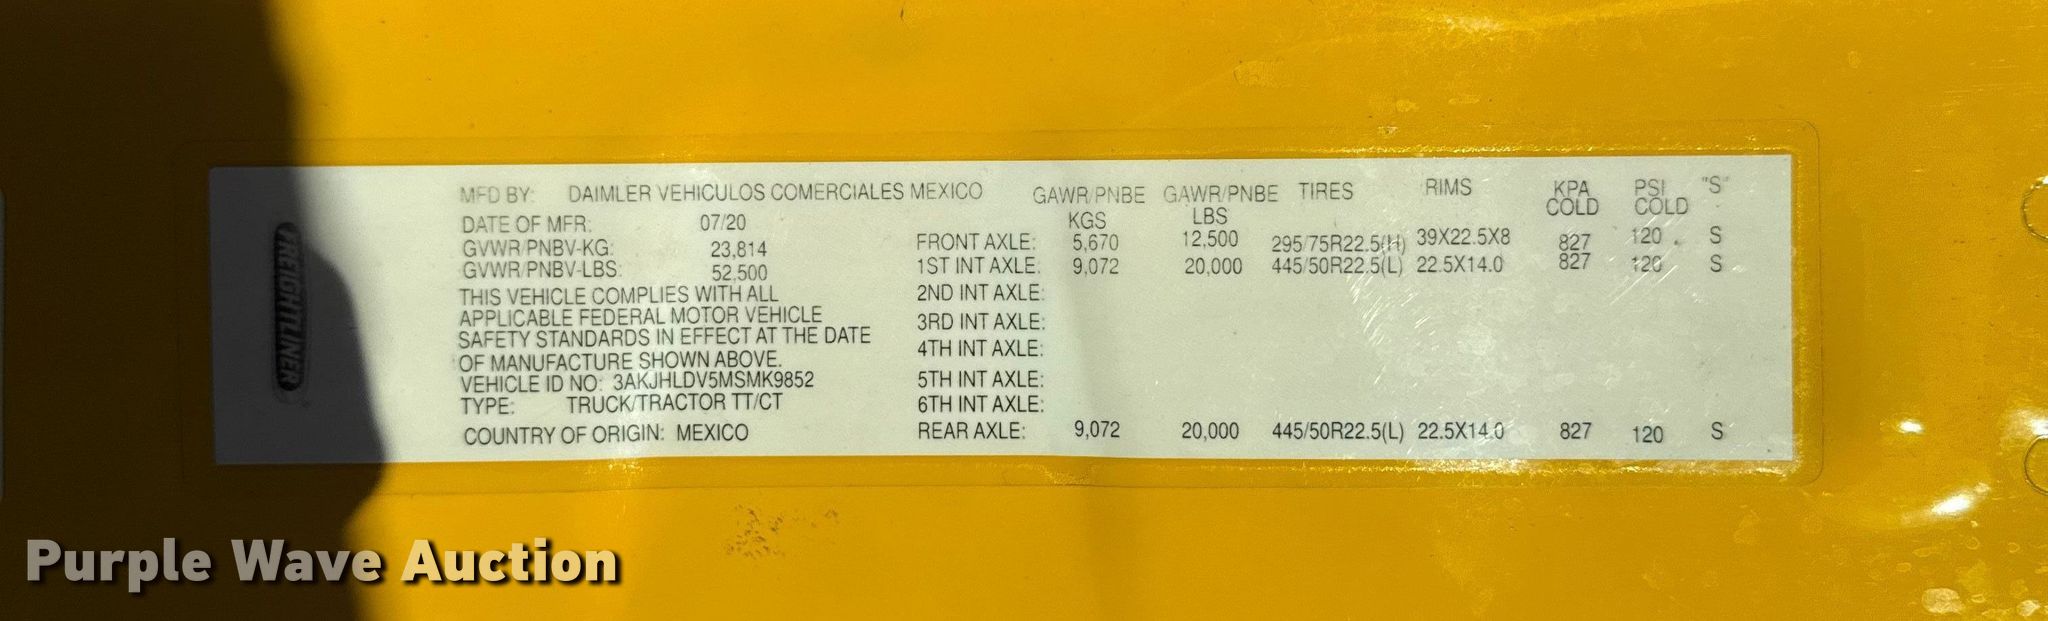 FREIGHTLINER
MFD BY: DAIMLER VEHICULOS COMERCIALES MEXICO
DATE OF MFR: 07/20
GVWR/PNBV-KG: 23,814
GVWR/PNBV-LBS: 52,500
THIS VEHICLE COMPLIES WITH ALL
APPLICABLE FEDERAL MOTOR VEHICLE
SAFETY STANDARDS IN EFFECT AT THE DATE
OF MANUFACTURE SHOWN ABOVE.
VEHICLE ID NO: 3AKJHLDV5MSMK9852
TYPE: TRUCK/TRACTOR TT/CT
COUNTRY OF ORIGIN: MEXICO
GAWR/PNBE GAWR/PNBE TIRES RIMS KPA PSI "S"
KGS LBS COLD COLD
FRONT AXLE: 5,670 12,500 295/75R22.5(H) 39X22.5X8 827 120 S
1ST INT AXLE: 9,072 20,000 445/50R22.5(L) 22.5X14.0 827 120 S
2ND INT AXLE:
3RD INT AXLE:
4TH INT AXLE:
5TH INT AXLE:
6TH INT AXLE:
REAR AXLE: 9,072 20,000 445/50R22.5(L) 22.5X14.0 827 120 S
Purple Wave Auction